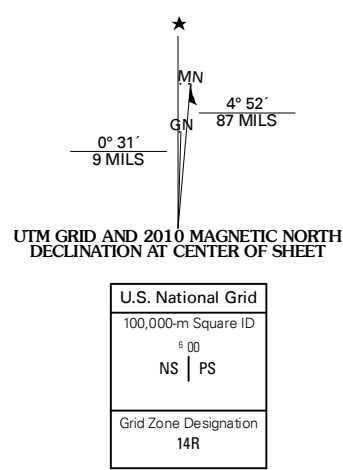 ★
MN
4° 52´
87 MILS
GN
0° 31´
9 MILS
UTM GRID AND 2010 MAGNETIC NORTH
DECLINATION AT CENTER OF SHEET
U.S. National Grid
100,000-m Square ID
6 00
NS | PS
Grid Zone Designation
14R